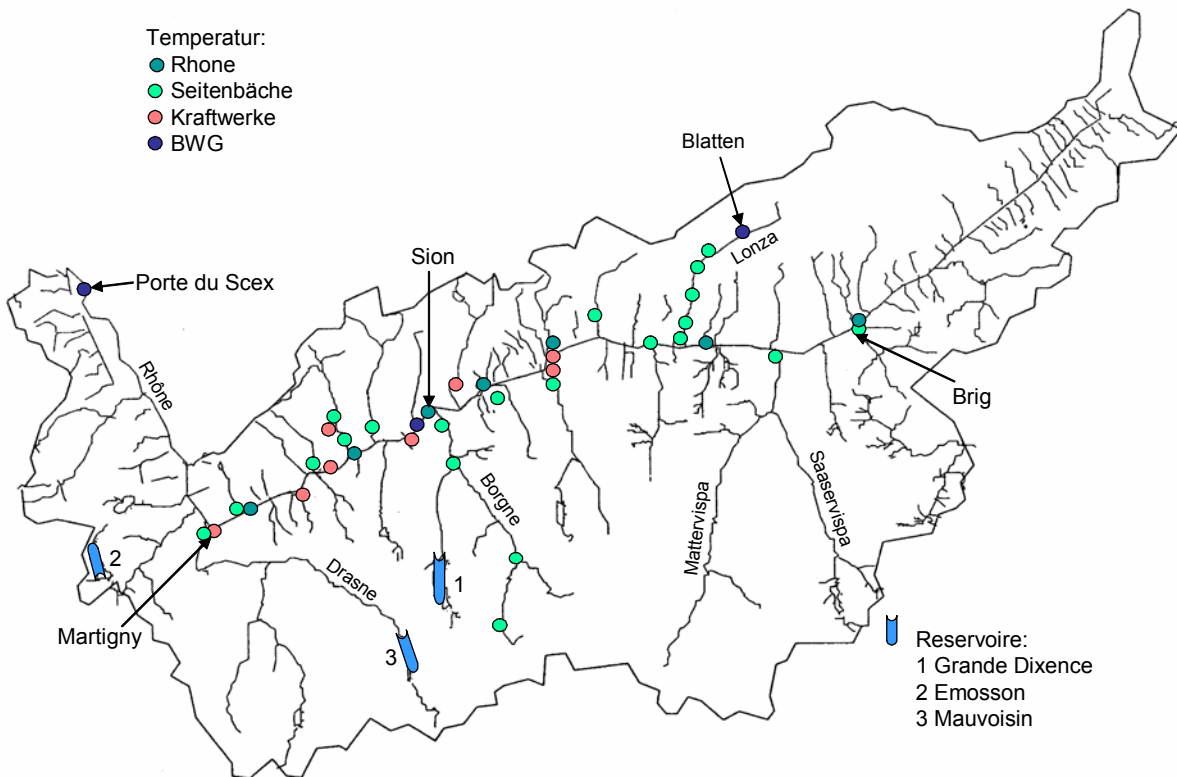 Temperatur:
Rhone
Seitenbäche
Kraftwerke
BWG
Blatten
Lonza
Sion
Porte du Scex
Rhône
Brig
Borgne
Mattervispa
Saaservispa
2
1
Drasne
Martigny
3
Reservoire:
1 Grande Dixence
2 Emosson
3 Mauvoisin